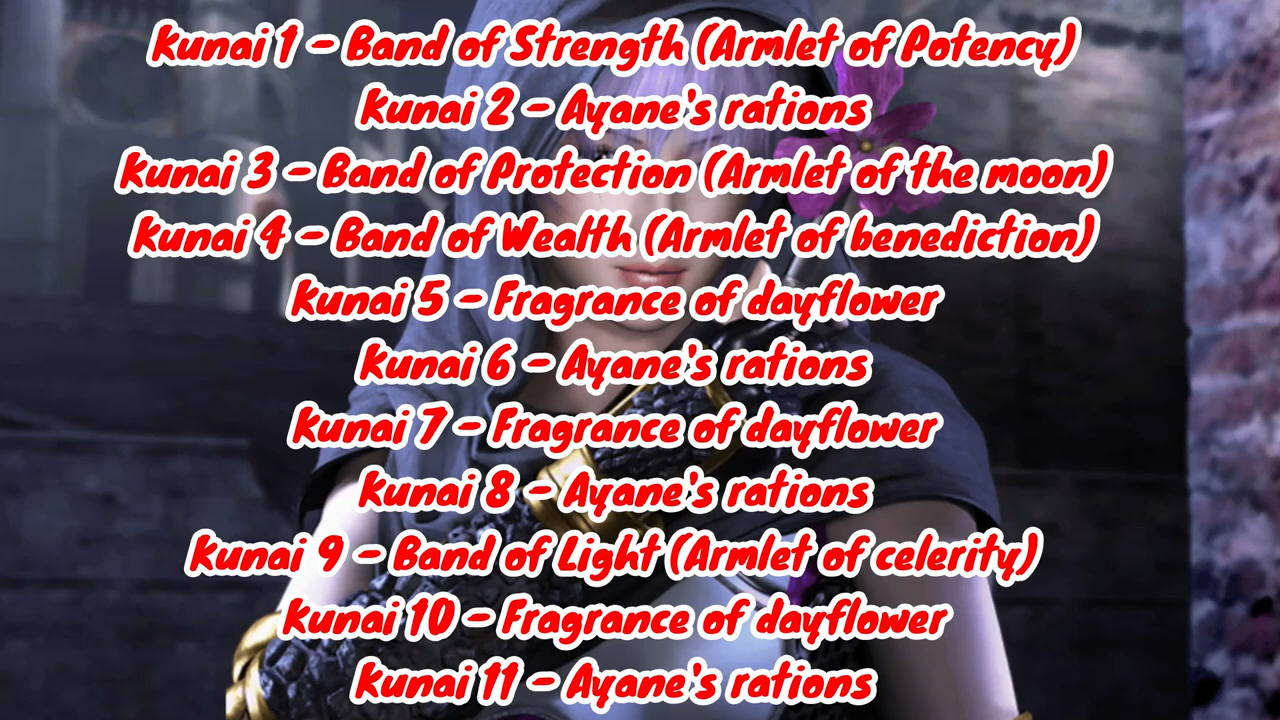 Kunai 1 - Band of Strength (Armlet of Potency)
Kunai 2 - Ayane's rations
Kunai 3 - Band of Protection (Armlet of the moon)
Kunai 4 - Band of Wealth (Armlet of benediction)
Kunai 5 - Fragrance of dayflower
Kunai 6 - Ayane's rations
Kunai 7 - Fragrance of dayflower
Kunai 8 - Ayane's rations
Kunai 9 - Band of Light (Armlet of celerity)
Kunai 10 - Fragrance of dayflower
Kunai 11 - Ayane's rations